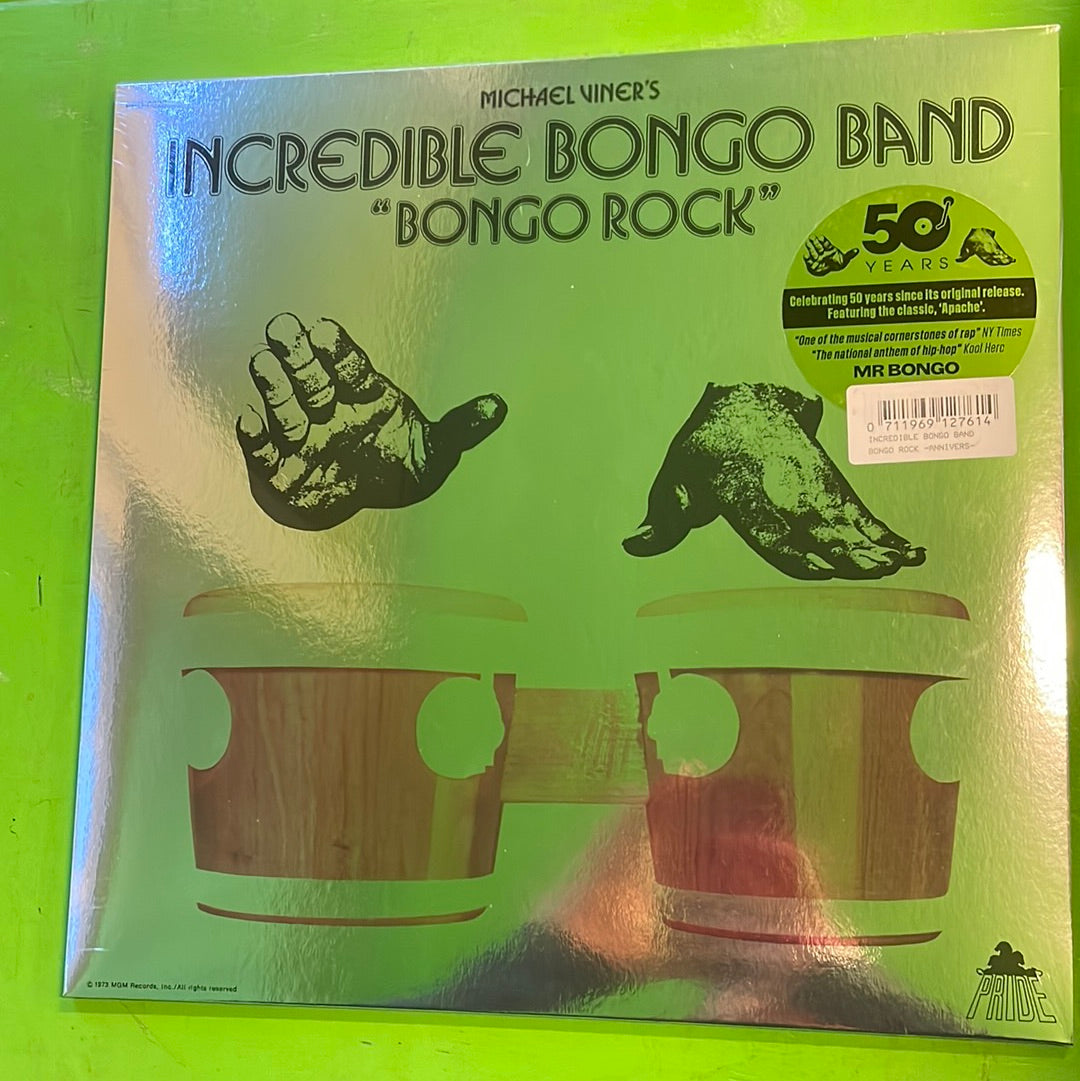 MICHAEL VINER'S
INCREDIBLE BONGO BAND
“BONGO ROCK”
50
YEARS
Celebrating 50 years since its original release.
Featuring the classic, 'Apache'.
"One of the musical cornerstones of rap" NY Times
"The national anthem of hip-hop" Kool Herc
MR BONGO
0 711969 127614
INCREDIBLE BONGO BAND
BONGO ROCK -ANNIVERS-
© 1973 MGM Records, Inc./All rights reserved
PRIDE